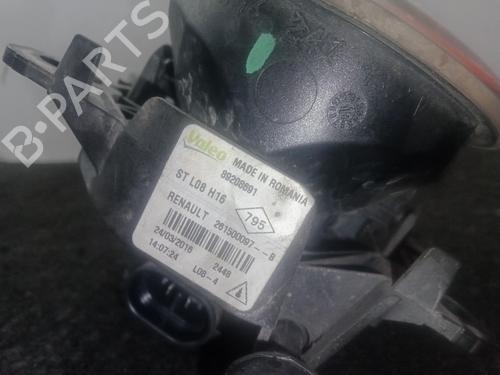 B-PARTS
Valeo
MADE IN ROMANIA
89208691
ST L08 H16
795
RENAULT 261500097--B
24/03/2016 2448
14:07:24 L08-4